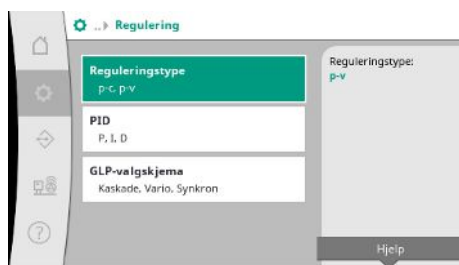 ..▸ Regulering
Reguleringstype
p-c, p-v
PID
P, I, D
GLP-valgskjema
Kaskade, Vario, Synkron
Reguleringstype:
p-v
Hjelp